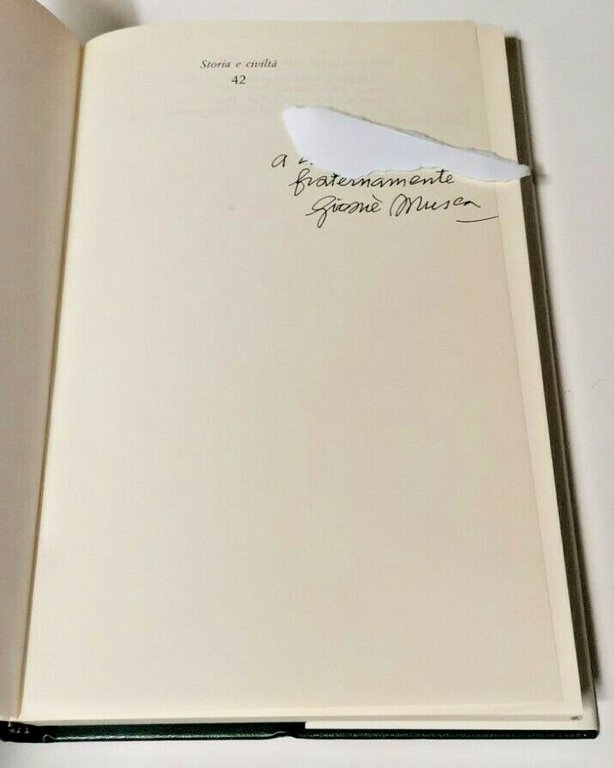 Storia e civiltà
42
a
fraternamente
Giosuè Musca